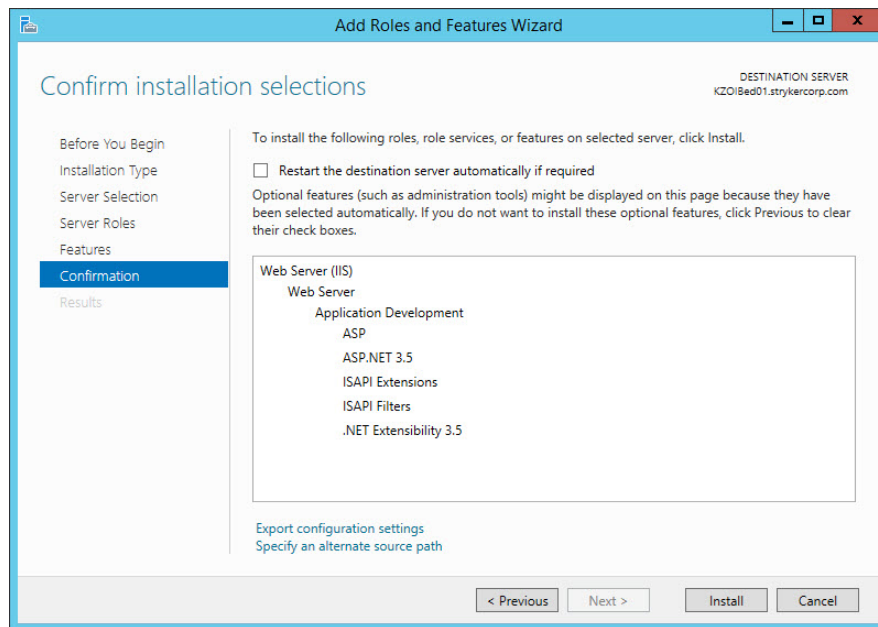 Add Roles and Features Wizard
Confirm installation selections
DESTINATION SERVER
KZOIBed01.strykercorp.com
Before You Begin
Installation Type
Server Selection
Server Roles
Features
Confirmation
Results
To install the following roles, role services, or features on selected server, click Install.
Restart the destination server automatically if required
Optional features (such as administration tools) might be displayed on this page because they have
been selected automatically. If you do not want to install these optional features, click Previous to clear
their check boxes.
Web Server (IIS)
Web Server
Application Development
ASP
ASP.NET 3.5
ISAPI Extensions
ISAPI Filters
.NET Extensibility 3.5
Export configuration settings
Specify an alternate source path
< Previous
Next >
Install
Cancel